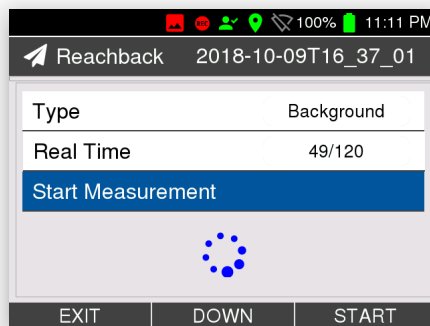 REC 100% 11:11 PM
Reachback 2018-10-09T16_37_01
Type Background
Real Time 49/120
Start Measurement
EXIT DOWN START